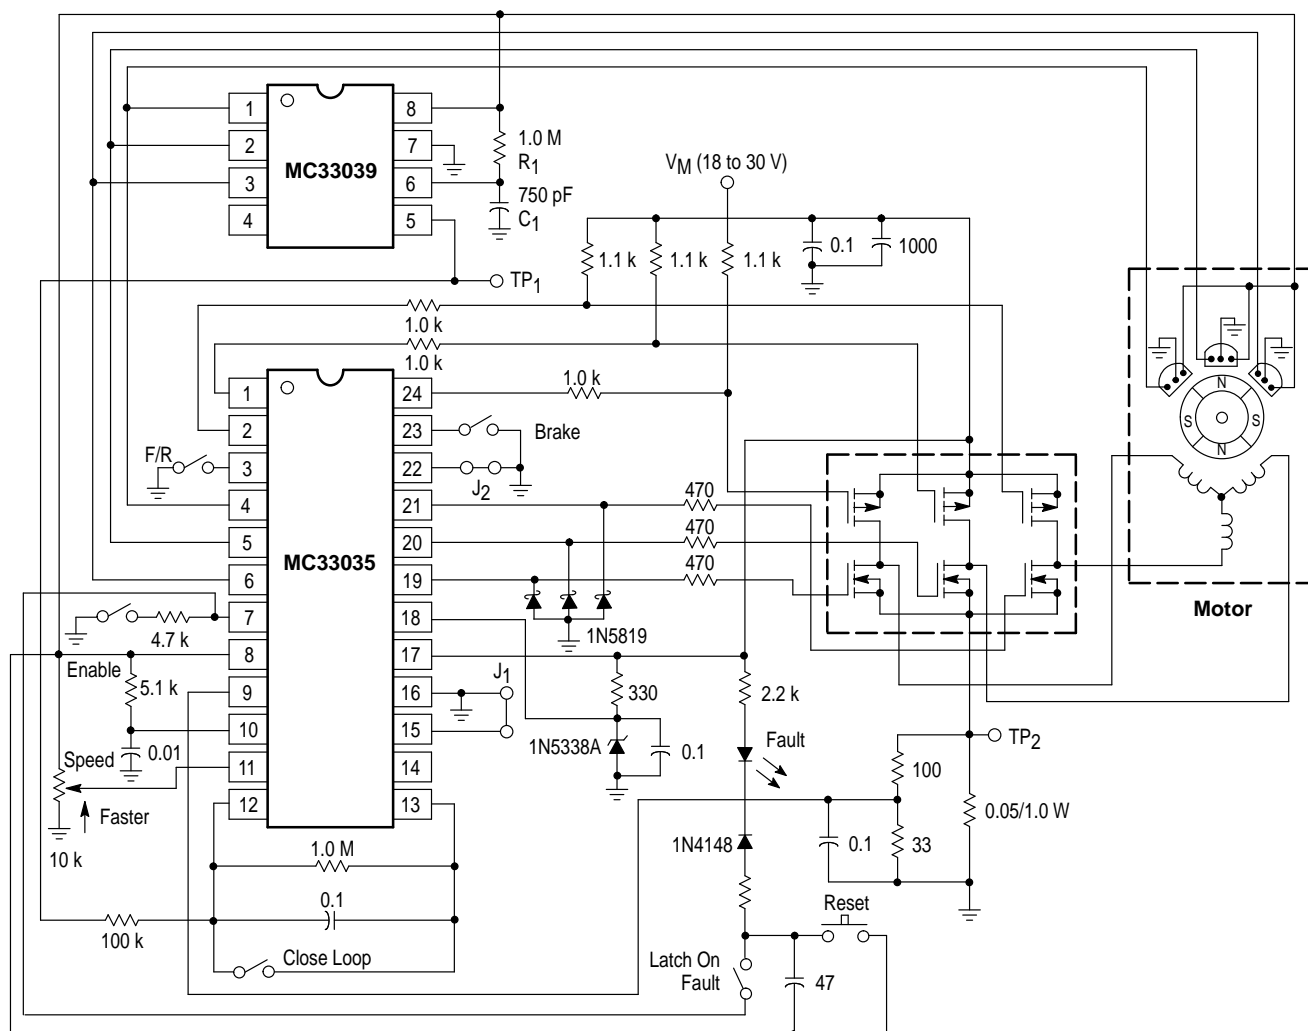 1
8
2
7
MC33039
3
6
4
5
1.0 M
R1
750 pF
C1
VM (18 to 30 V)
1.1 k
1.1 k
1.1 k
0.1
1000
TP1
1.0 k
1.0 k
1.0 k
1
24
2
23
Brake
F/R
3
22
J2
4
21
470
5
20
470
MC33035
6
19
470
7
18
4.7 k
1N5819
Enable
8
17
5.1 k
9
16
J1
330
2.2 k
10
15
0.01
1N5338A
0.1
Fault
Speed
11
14
Faster
12
13
10 k
N
S
S
N
Motor
TP2
100
0.05/1.0 W
1N4148
0.1
33
1.0 M
0.1
100 k
Close Loop
Reset
Latch On
Fault
47